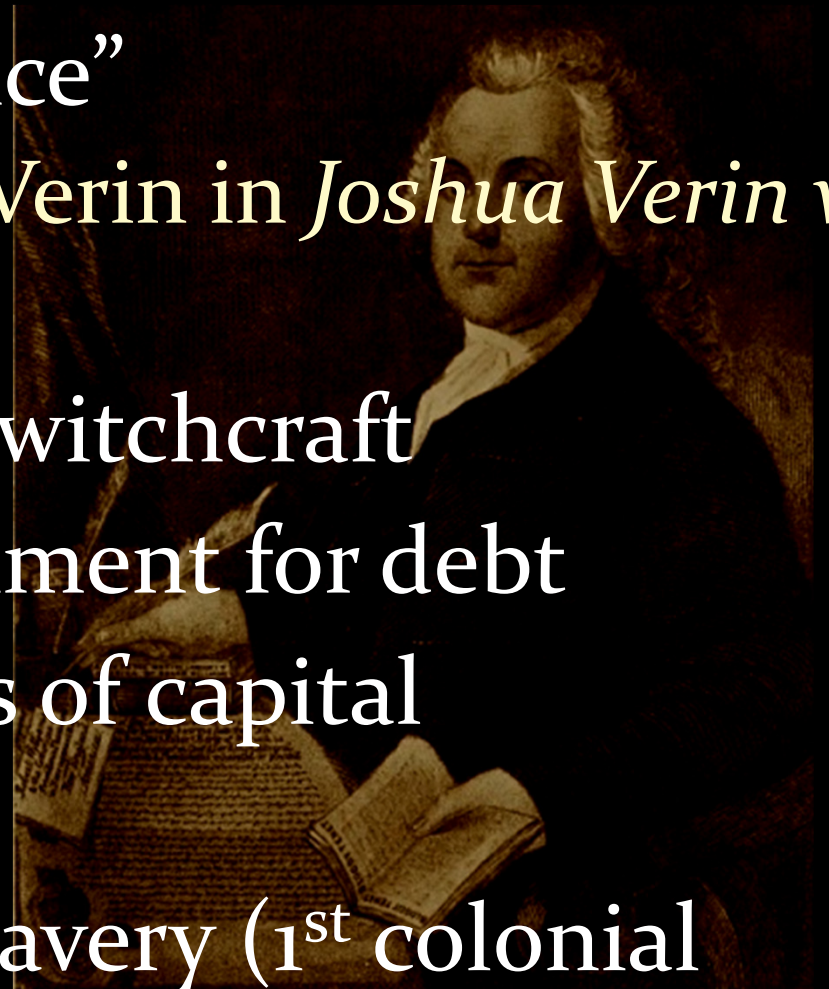 ce”
Verin in Joshua Verin v
witchcraft
ment for debt
s of capital
avery (1st colonial